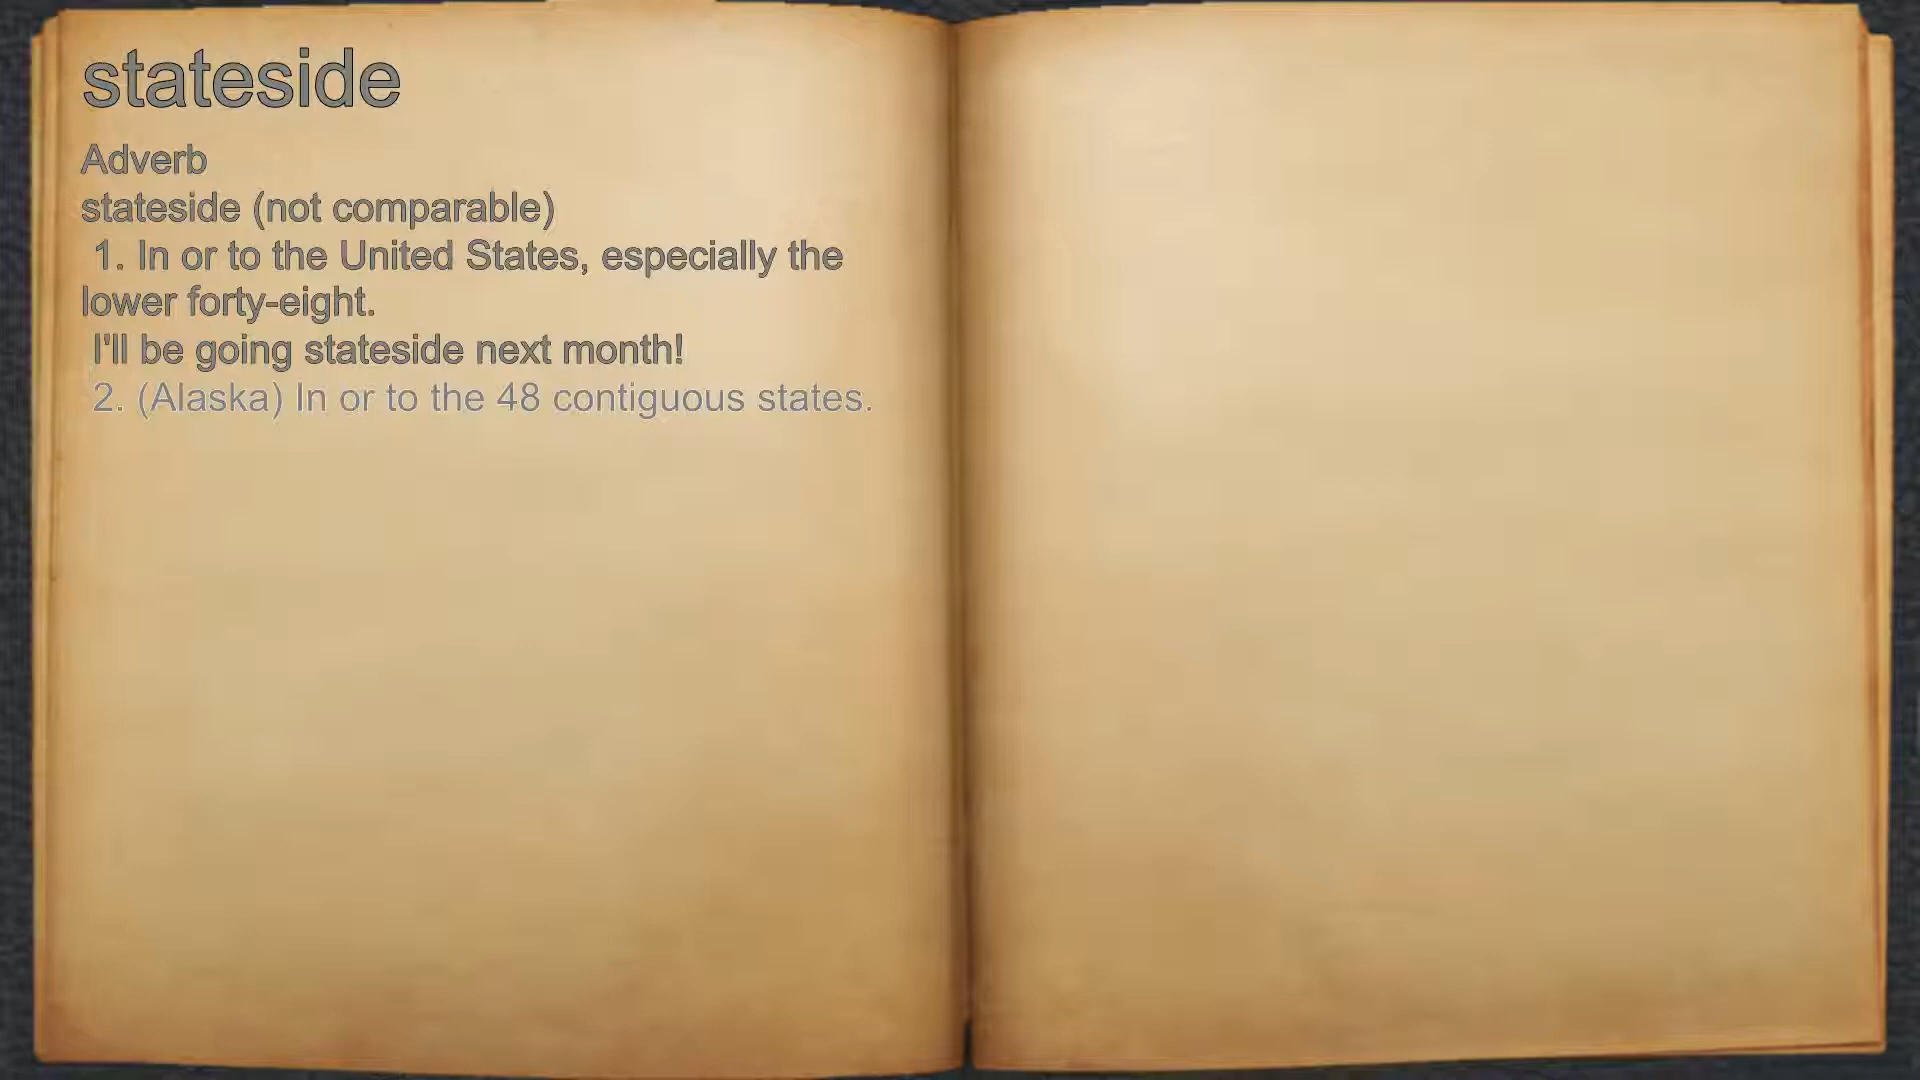 stateside
Adverb
stateside (not comparable)
1. In or to the United States, especially the
lower forty-eight.
I'll be going stateside next month!
2. (Alaska) In or to the 48 contiguous states.